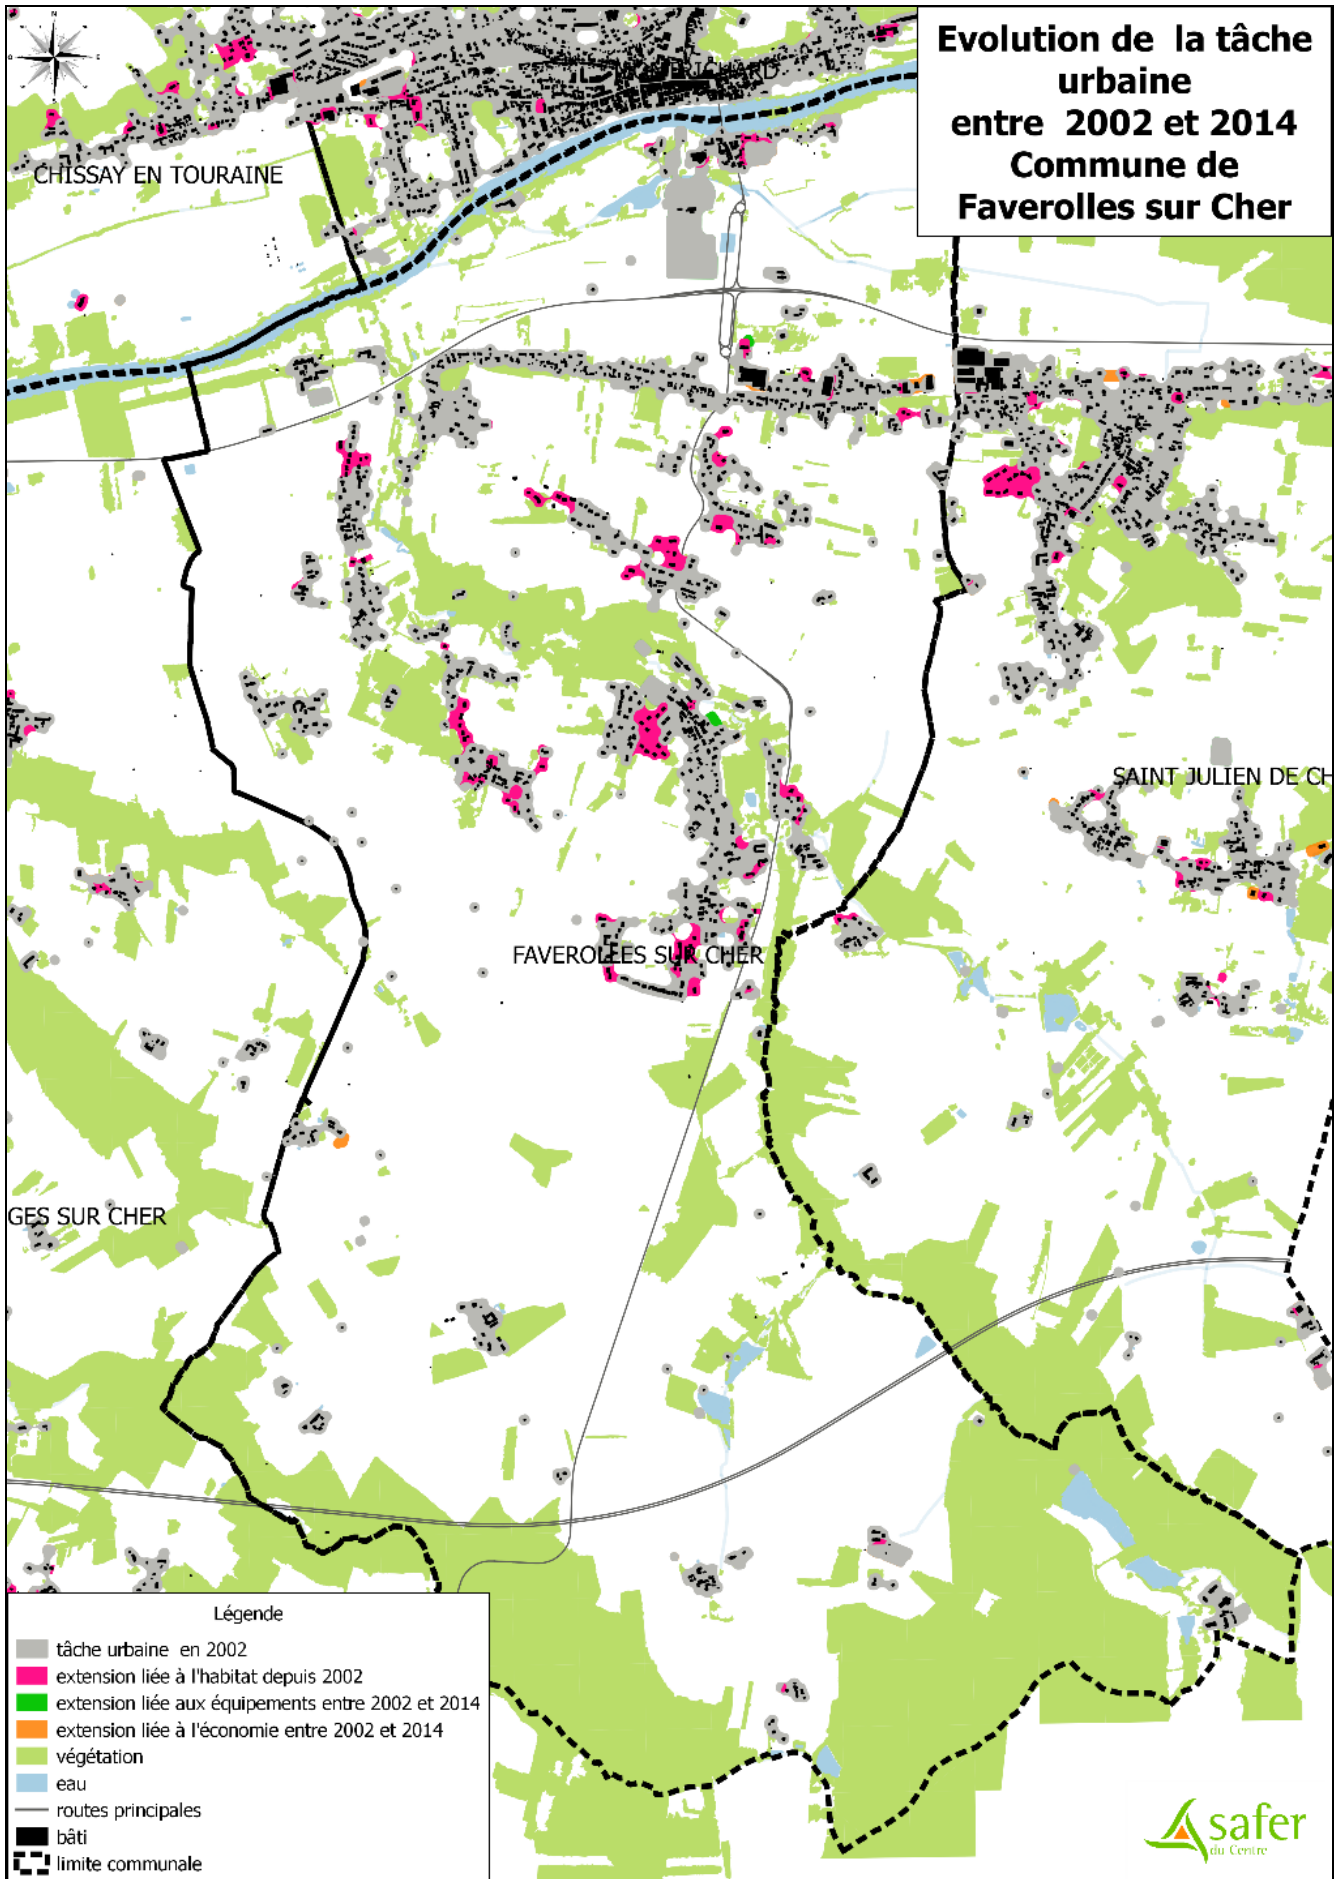 Evolution de la tâche
urbaine
entre 2002 et 2014
Commune de
Faverolles sur Cher
MONTRICHARD
CHISSAY EN TOURAINE
SAINT JULIEN DE CH
FAVEROLLES SUR CHER
GES SUR CHER
Légende
tâche urbaine en 2002
extension liée à l'habitat depuis 2002
extension liée aux équipements entre 2002 et 2014
extension liée à l'économie entre 2002 et 2014
végétation
eau
routes principales
bâti
limite communale
safer
du Centre